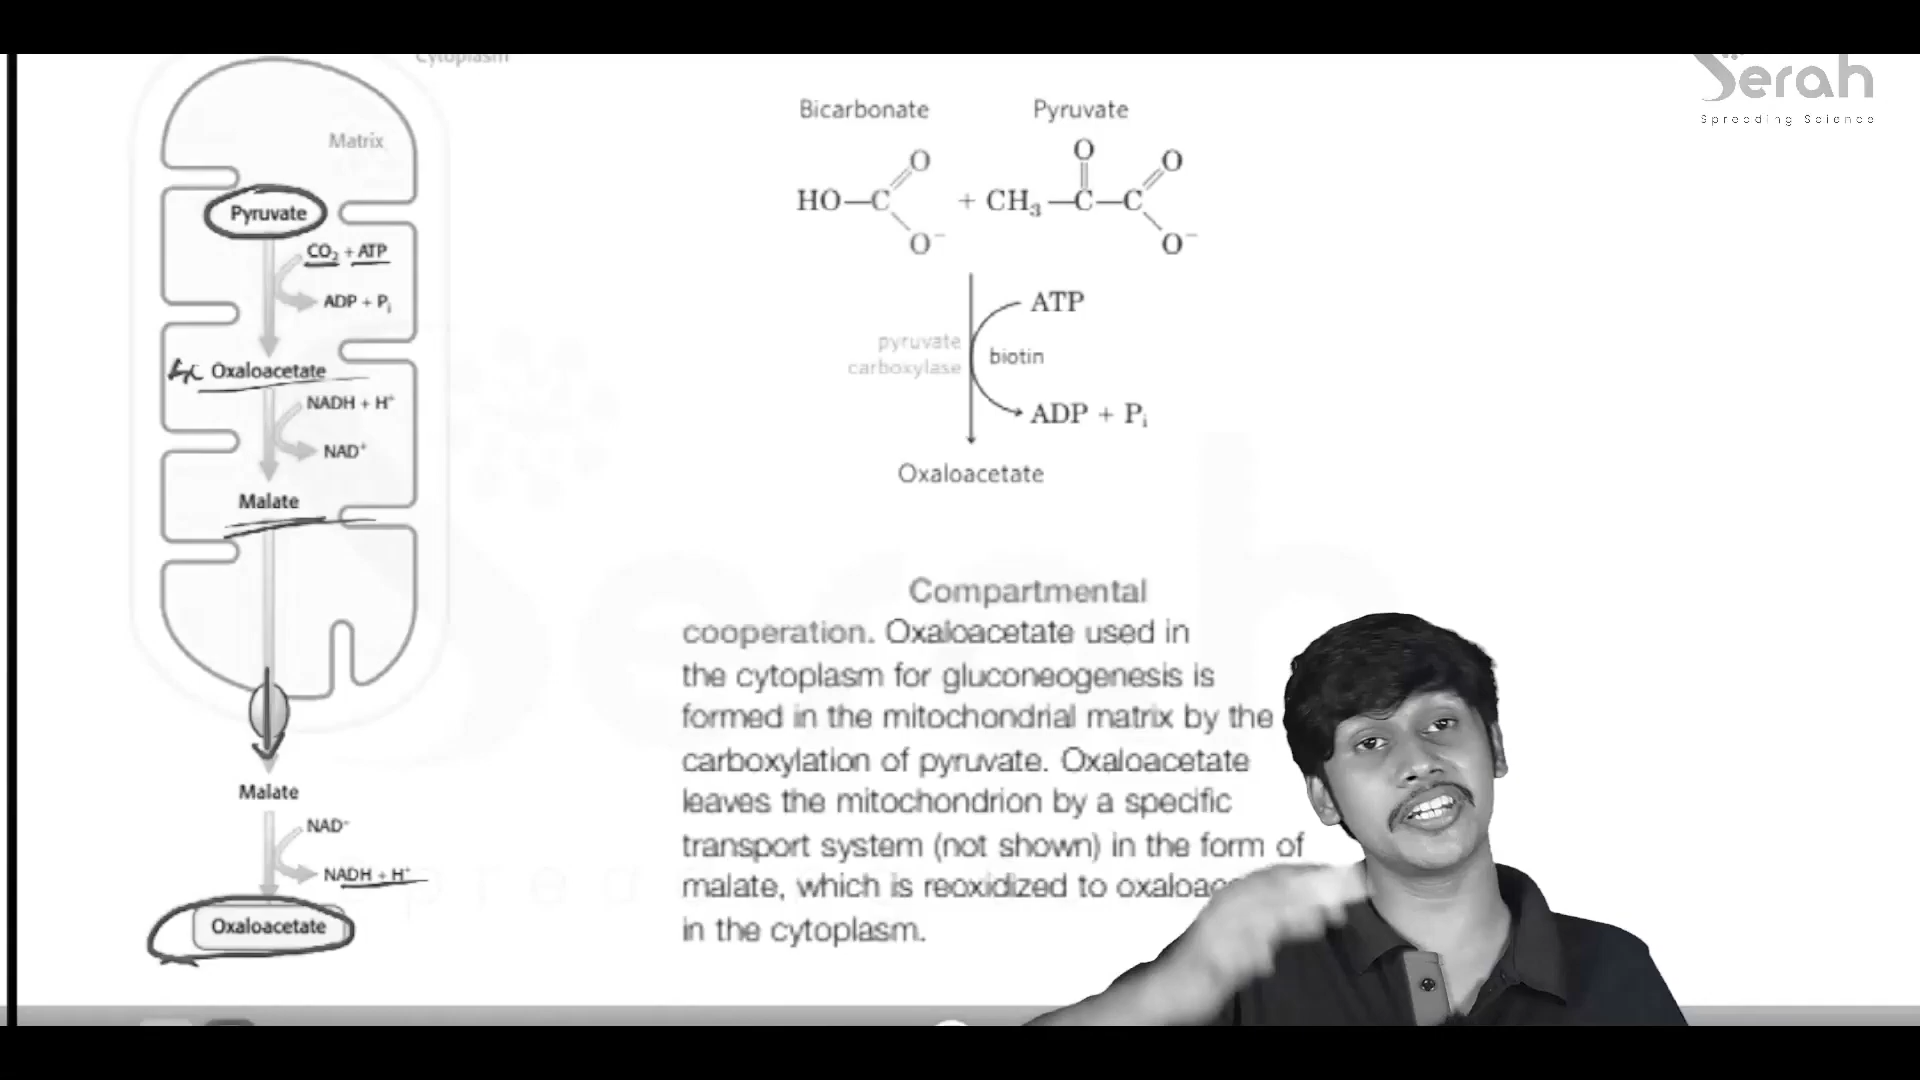 Cytoplasm
Serah
Spreading Science
Matrix
Pyruvate
CO₂ + ATP
ADP + Pᵢ
4C Oxaloacetate
NADH + H⁺
NAD⁺
Malate
Malate
NAD⁺
NADH + H⁺
Oxaloacetate
Bicarbonate Pyruvate
O O O
HO—C + CH₃—C—C
O⁻ O⁻
ATP
pyruvate
carboxylase
biotin
ADP + Pᵢ
Oxaloacetate
Compartmental
cooperation. Oxaloacetate used in
the cytoplasm for gluconeogenesis is
formed in the mitochondrial matrix by the
carboxylation of pyruvate. Oxaloacetate
leaves the mitochondrion by a specific
transport system (not shown) in the form of
malate, which is reoxidized to
in the cytoplasm.